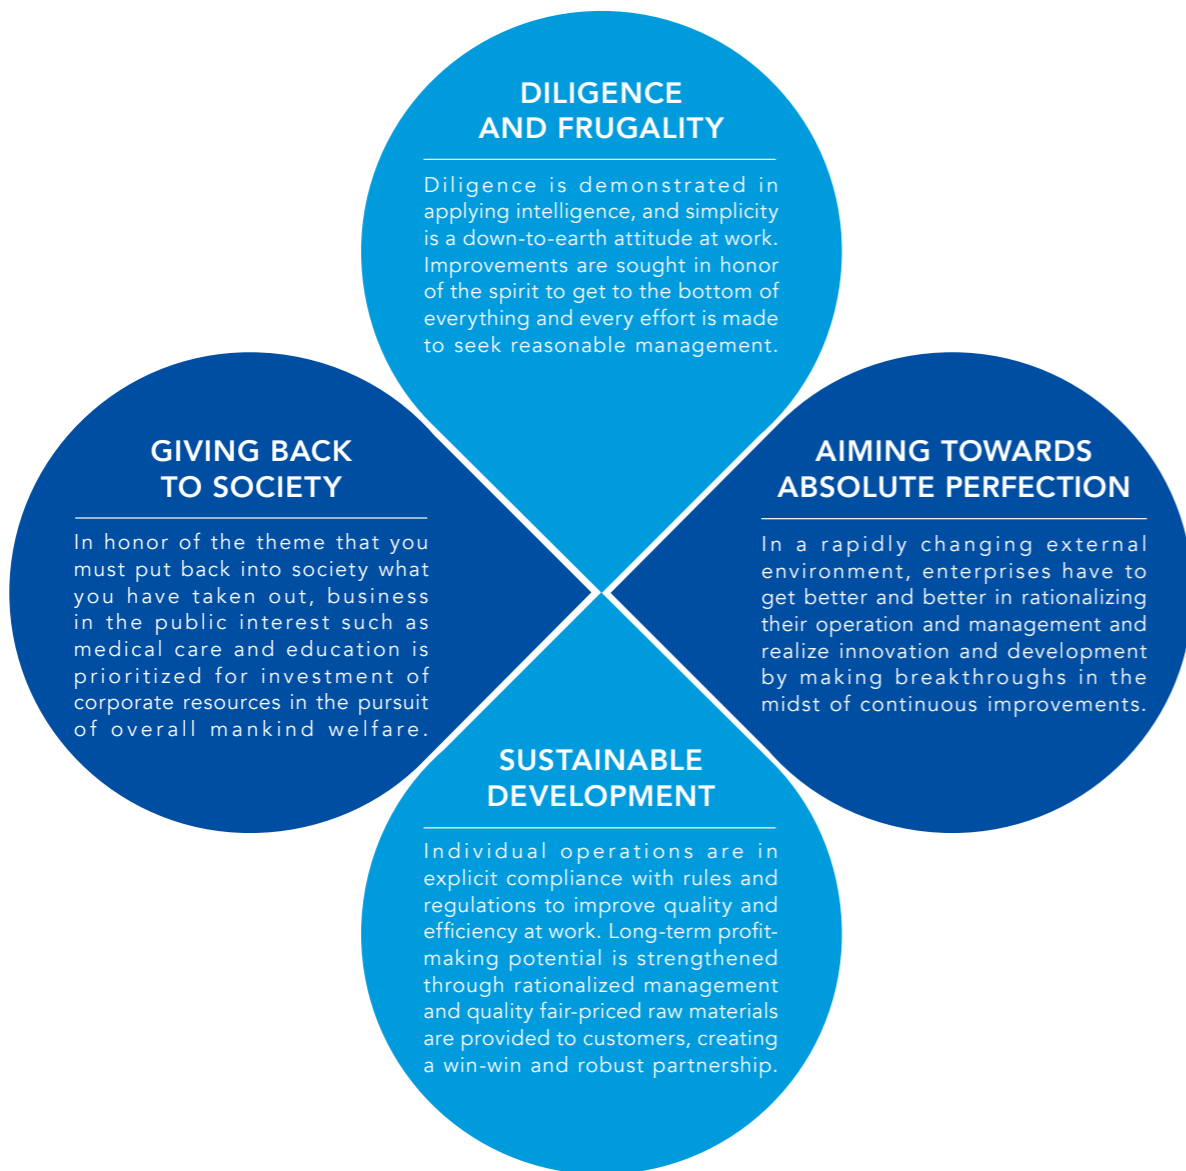 DILIGENCE
AND FRUGALITY
Diligence is demonstrated in
applying intelligence, and simplicity
is a down-to-earth attitude at work.
Improvements are sought in honor
of the spirit to get to the bottom of
everything and every effort is made
to seek reasonable management.
GIVING BACK
TO SOCIETY
In honor of the theme that you
must put back into society what
you have taken out, business
in the public interest such as
medical care and education is
prioritized for investment of
corporate resources in the pursuit
of overall mankind welfare.
AIMING TOWARDS
ABSOLUTE PERFECTION
In a rapidly changing external
environment, enterprises have to
get better and better in rationalizing
their operation and management and
realize innovation and development
by making breakthroughs in the
midst of continuous improvements.
SUSTAINABLE
DEVELOPMENT
Individual operations are in
explicit compliance with rules and
regulations to improve quality and
efficiency at work. Long-term profit-
making potential is strengthened
through rationalized management
and quality fair-priced raw materials
are provided to customers, creating
a win-win and robust partnership.